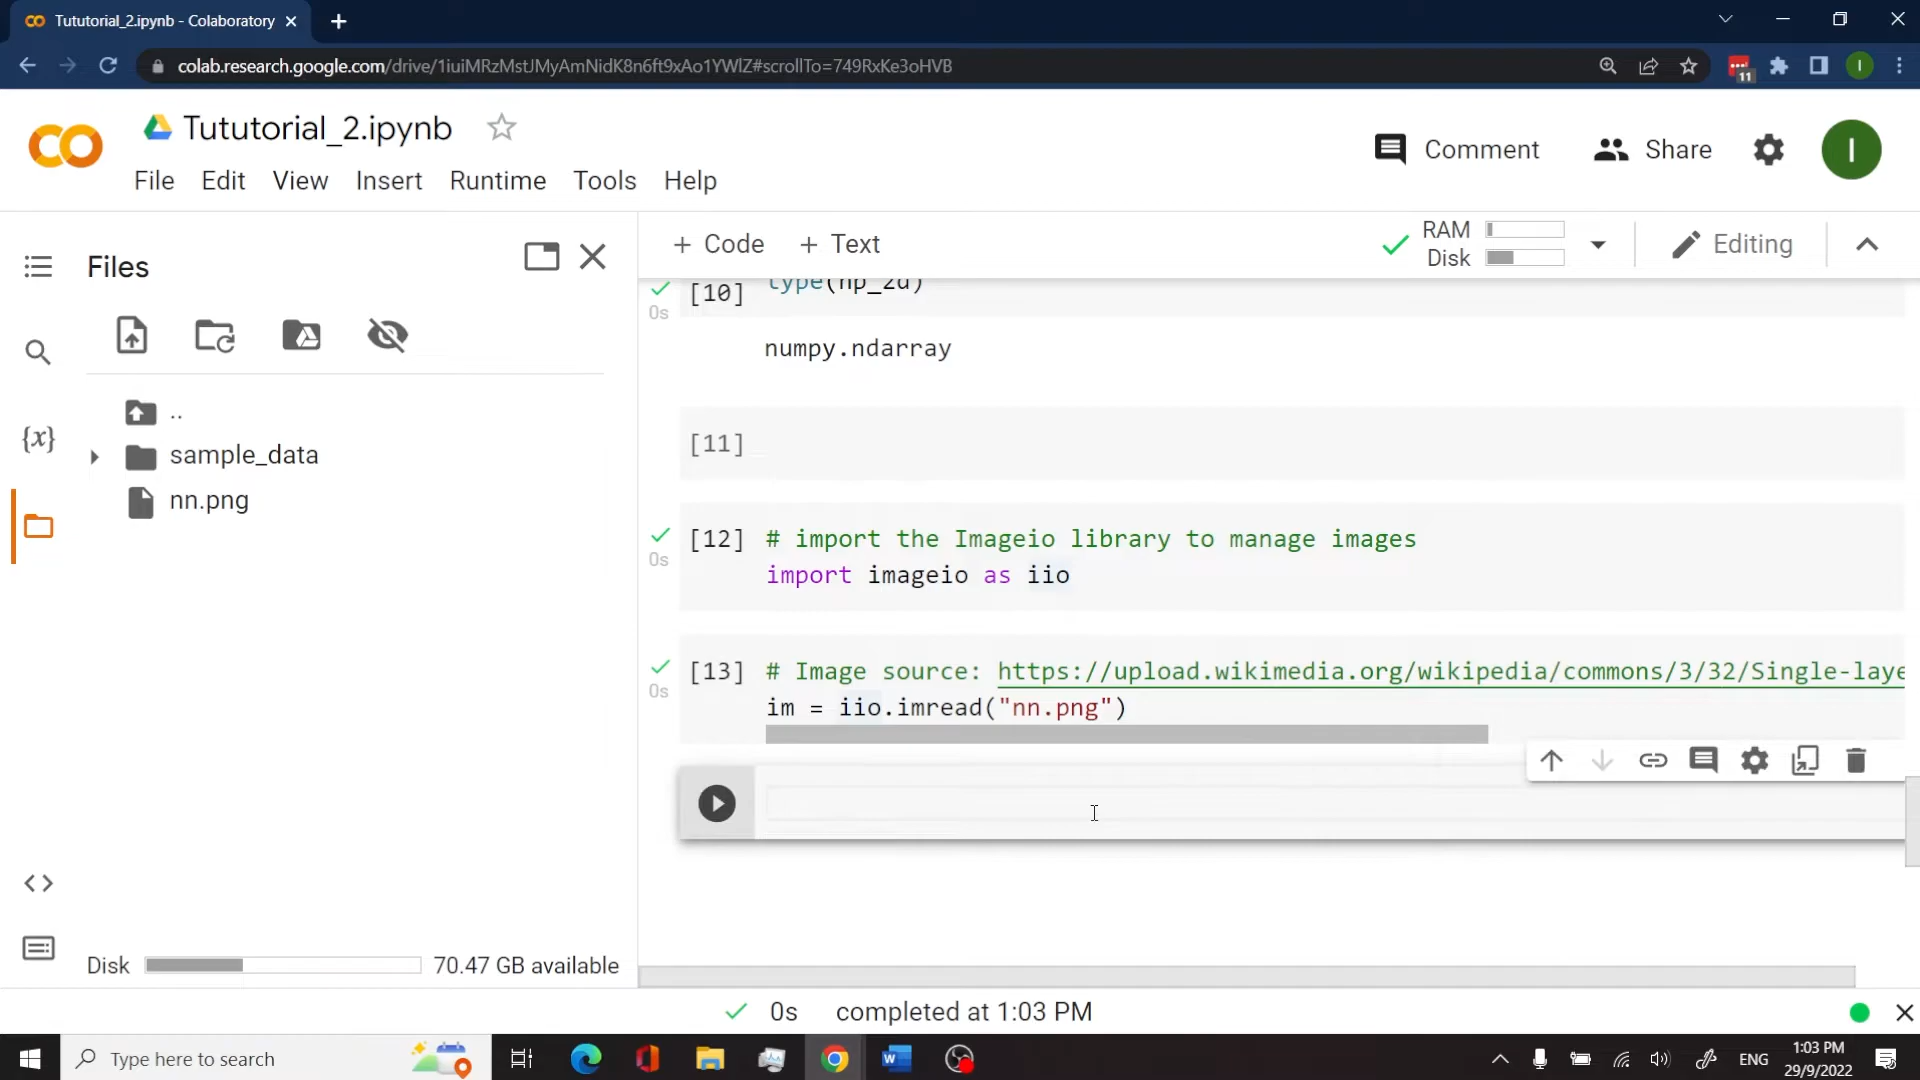 Tututorial_2.ipynb - Colaboratory
colab.research.google.com/drive/1iuiMRzMstJMyAmNidK8n6ft9xAo1YWlZ#scrollTo=749RxKe3oHVB
11
I
Tututorial_2.ipynb
File Edit View Insert Runtime Tools Help
Comment
Share
I
Files
+ Code + Text
RAM
Disk
Editing
..
sample_data
nn.png
{x}
[10] type(np_2d)
0s
numpy.ndarray
[11]
[12] # import the Imageio library to manage images
import imageio as iio
0s
[13] # Image source: https://upload.wikimedia.org/wikipedia/commons/3/32/Single-laye
im = iio.imread("nn.png")
0s
Disk 70.47 GB available
0s completed at 1:03 PM
Type here to search
ENG
1:03 PM
29/9/2022